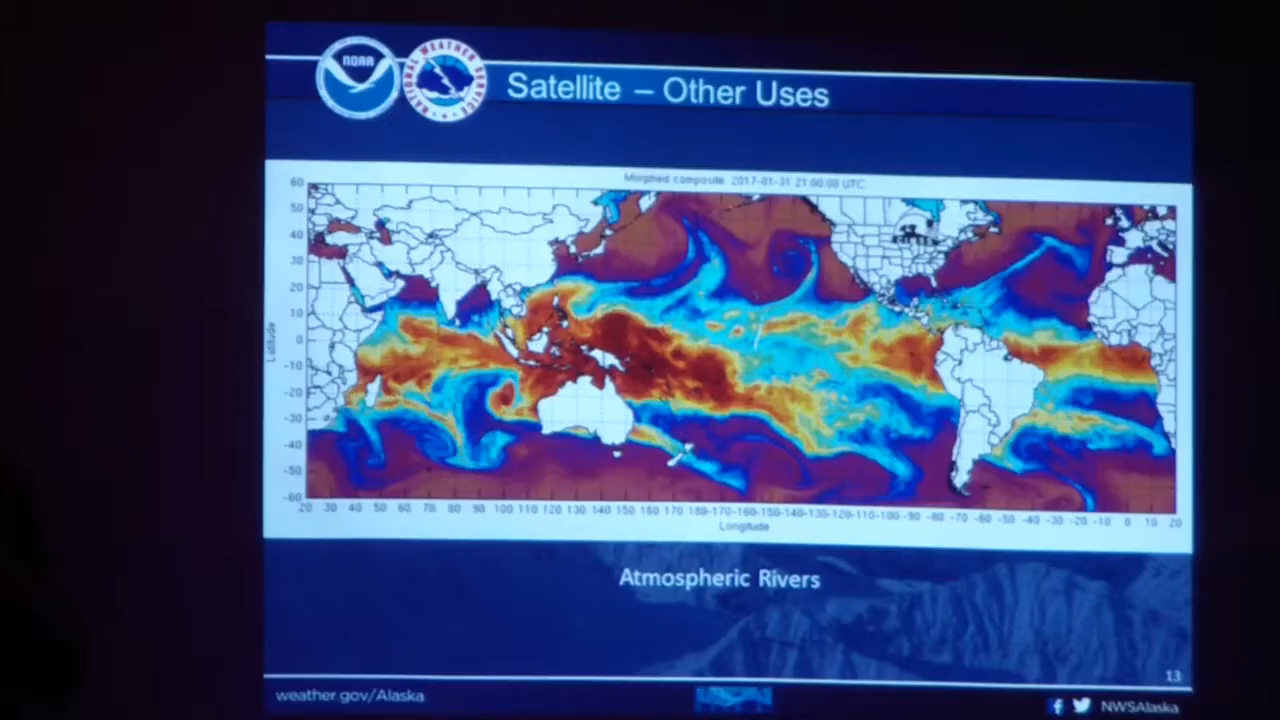 NOAA
NATIONAL WEATHER SERVICE
Satellite – Other Uses
Morphed composite 2017-01-31 21:00:00 UTC
60
50
40
30
20
10
0
-10
-20
-30
-40
-50
-60
Latitude
20 30 40 50 60 70 80 90 100 110 120 130 140 150 160 170 180-170-160-150-140-130-120-110-100 -90 -80 -70 -60 -50 -40 -30 -20 -10 0 10 20
Longitude
Atmospheric Rivers
13
weather.gov/Alaska
NWSAlaska